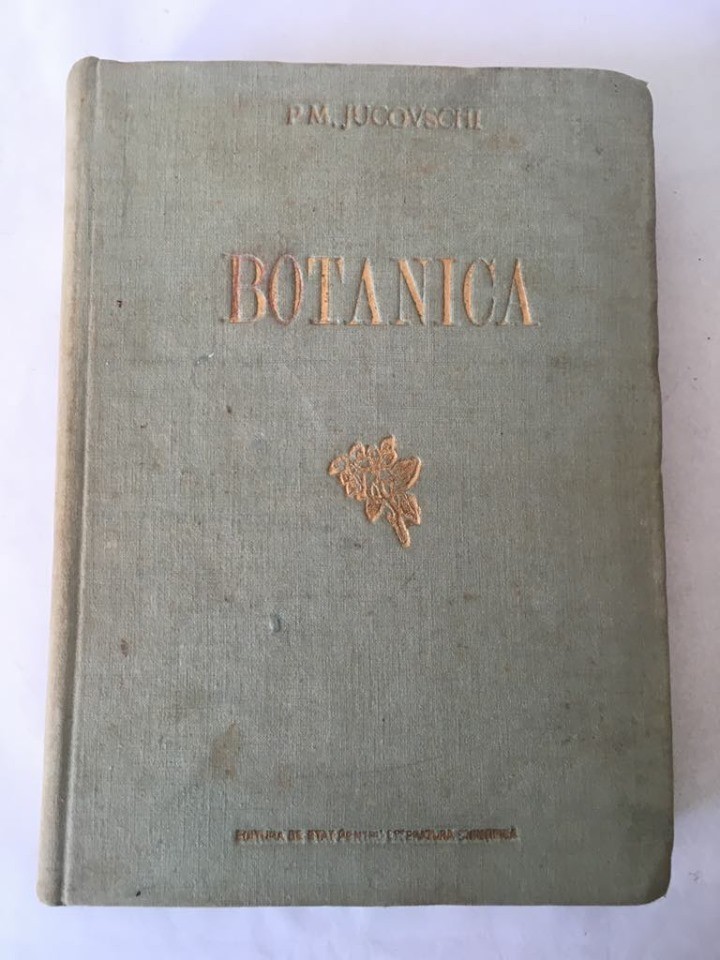 P. M. JUCOVSCHI
BOTANICA
EDITURA DE STAT PENTRU LITERATURA ȘTIINȚIFICĂ